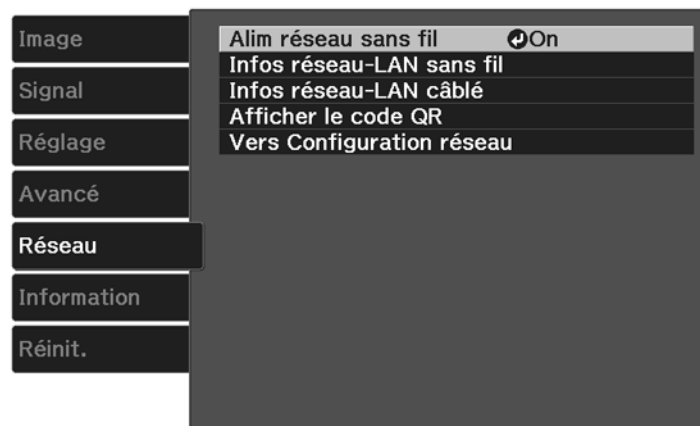 Image
Signal
Réglage
Avancé
Réseau
Information
Réinit.
Alim réseau sans fil On
Infos réseau-LAN sans fil
Infos réseau-LAN câblé
Afficher le code QR
Vers Configuration réseau